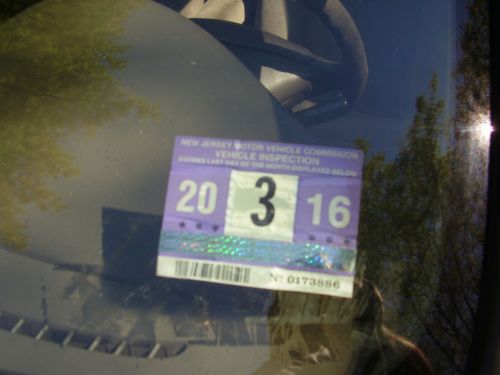 NEW JERSEY MOTOR VEHICLE COMMISSION
VEHICLE INSPECTION
EXPIRES LAST DAY OF THE MONTH DISPLAYED BELOW
20 3 16
Nº 0173886